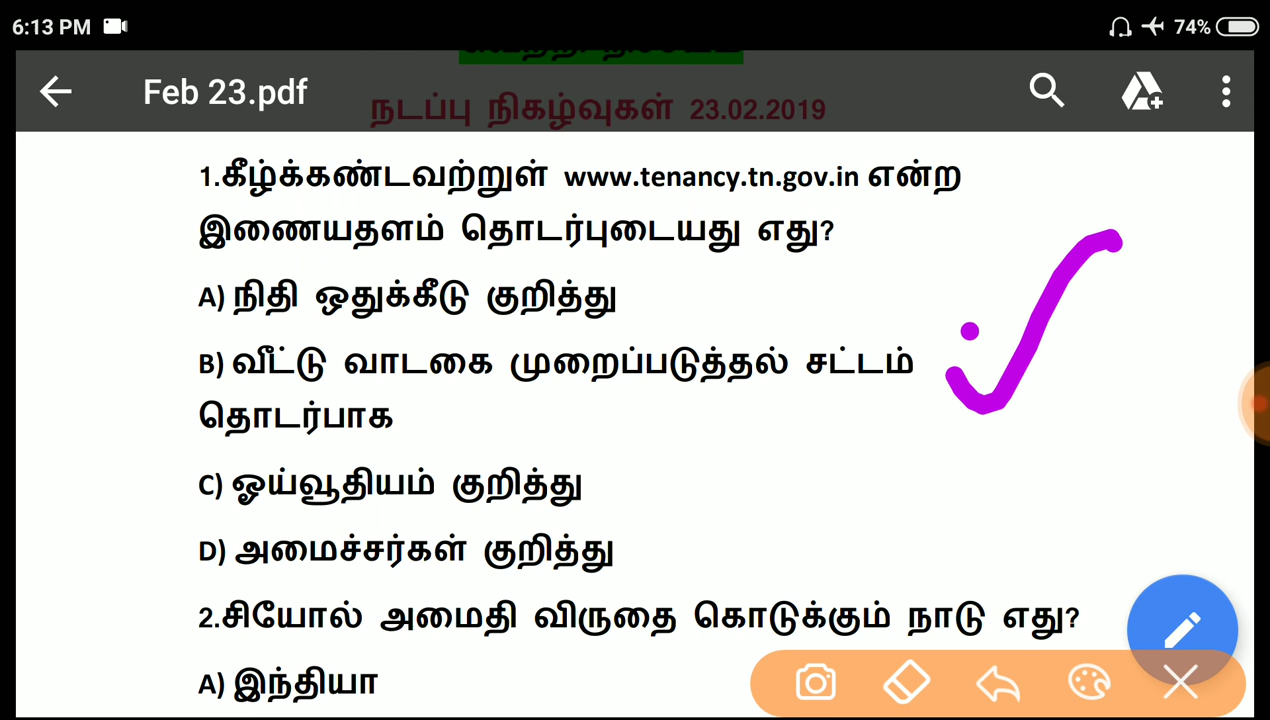 6:13 PM
74%
Feb 23.pdf
நடப்பு நிகழ்வுகள் 23.02.2019
1.கீழ்க்கண்டவற்றுள் www.tenancy.tn.gov.in என்ற
இணையதளம் தொடர்புடையது எது?
A) நிதி ஒதுக்கீடு குறித்து
B) வீட்டு வாடகை முறைப்படுத்தல் சட்டம்
தொடர்பாக
C) ஓய்வூதியம் குறித்து
D) அமைச்சர்கள் குறித்து
2.சியோல் அமைதி விருதை கொடுக்கும் நாடு எது?
A) இந்தியா